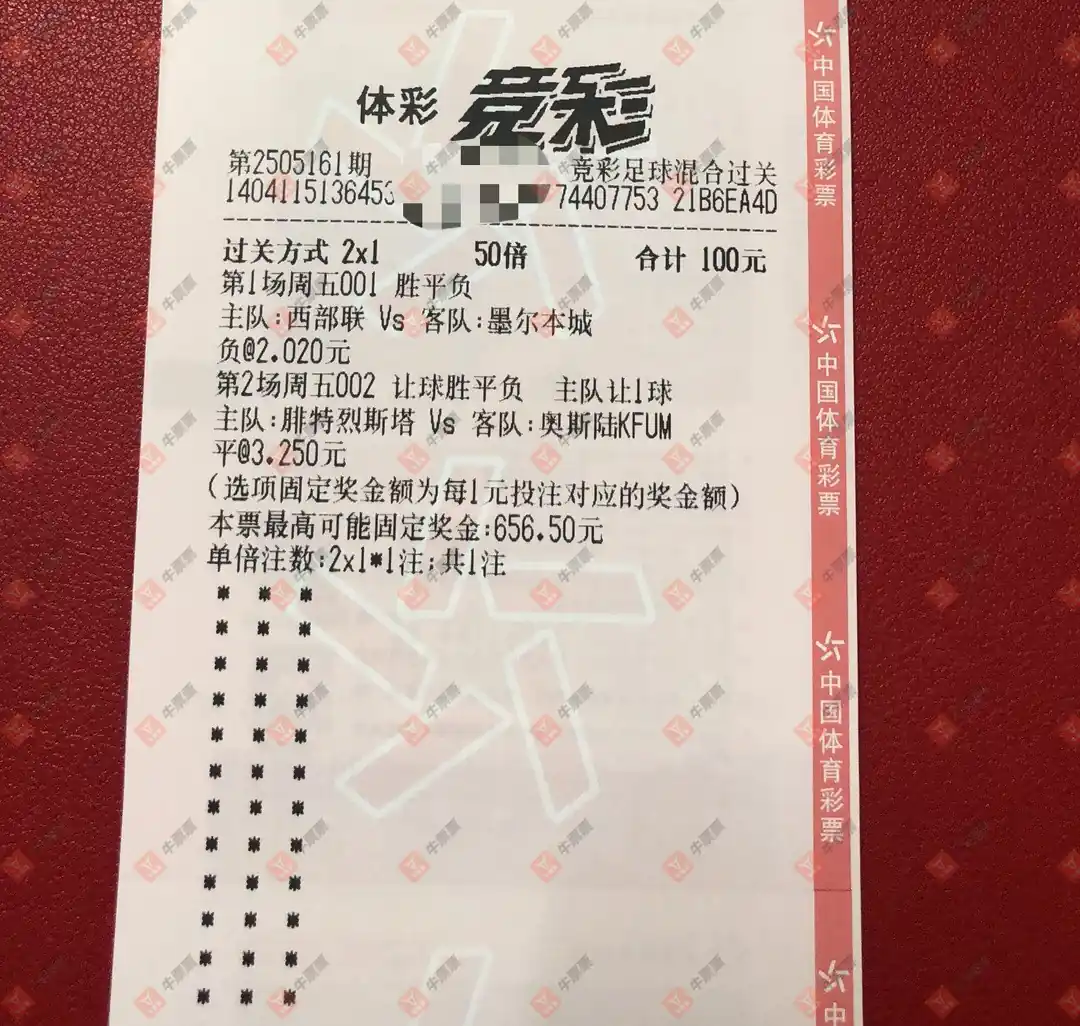 体彩 竞彩
第2505161期 竞彩足球混合过关
14041115136453 74407753 21B6EA4D
过关方式 2x1 50倍 合计 100元
第1场周五001 胜平负
主队:西部联 Vs 客队:墨尔本城
负@2.020元
第2场周五002 让球胜平负 主队让1球
主队:腓特烈斯塔 Vs 客队:奥斯陆KFUM
平@3.250元
(选项固定奖金额为每1元投注对应的奖金额)
本票最高可能固定奖金:656.50元
单倍注数:2x1*1注;共1注
中国体育彩票
中国体育彩票
中国体育彩票
中
牛票票